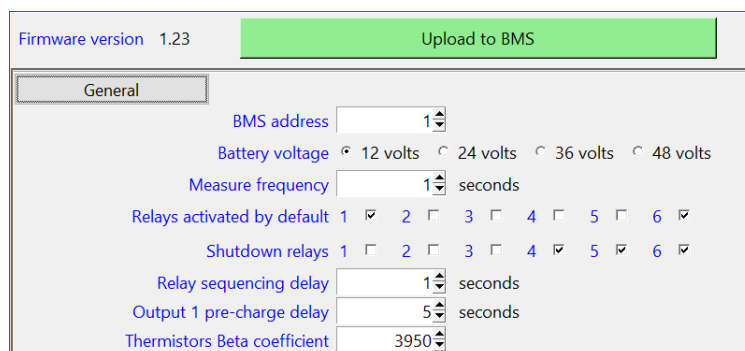 Firmware version 1.23 Upload to BMS
General
BMS address 1
Battery voltage 12 volts 24 volts 36 volts 48 volts
Measure frequency 1 seconds
Relays activated by default 1 2 3 4 5 6
Shutdown relays 1 2 3 4 5 6
Relay sequencing delay 1 seconds
Output 1 pre-charge delay 5 seconds
Thermistors Beta coefficient 3950